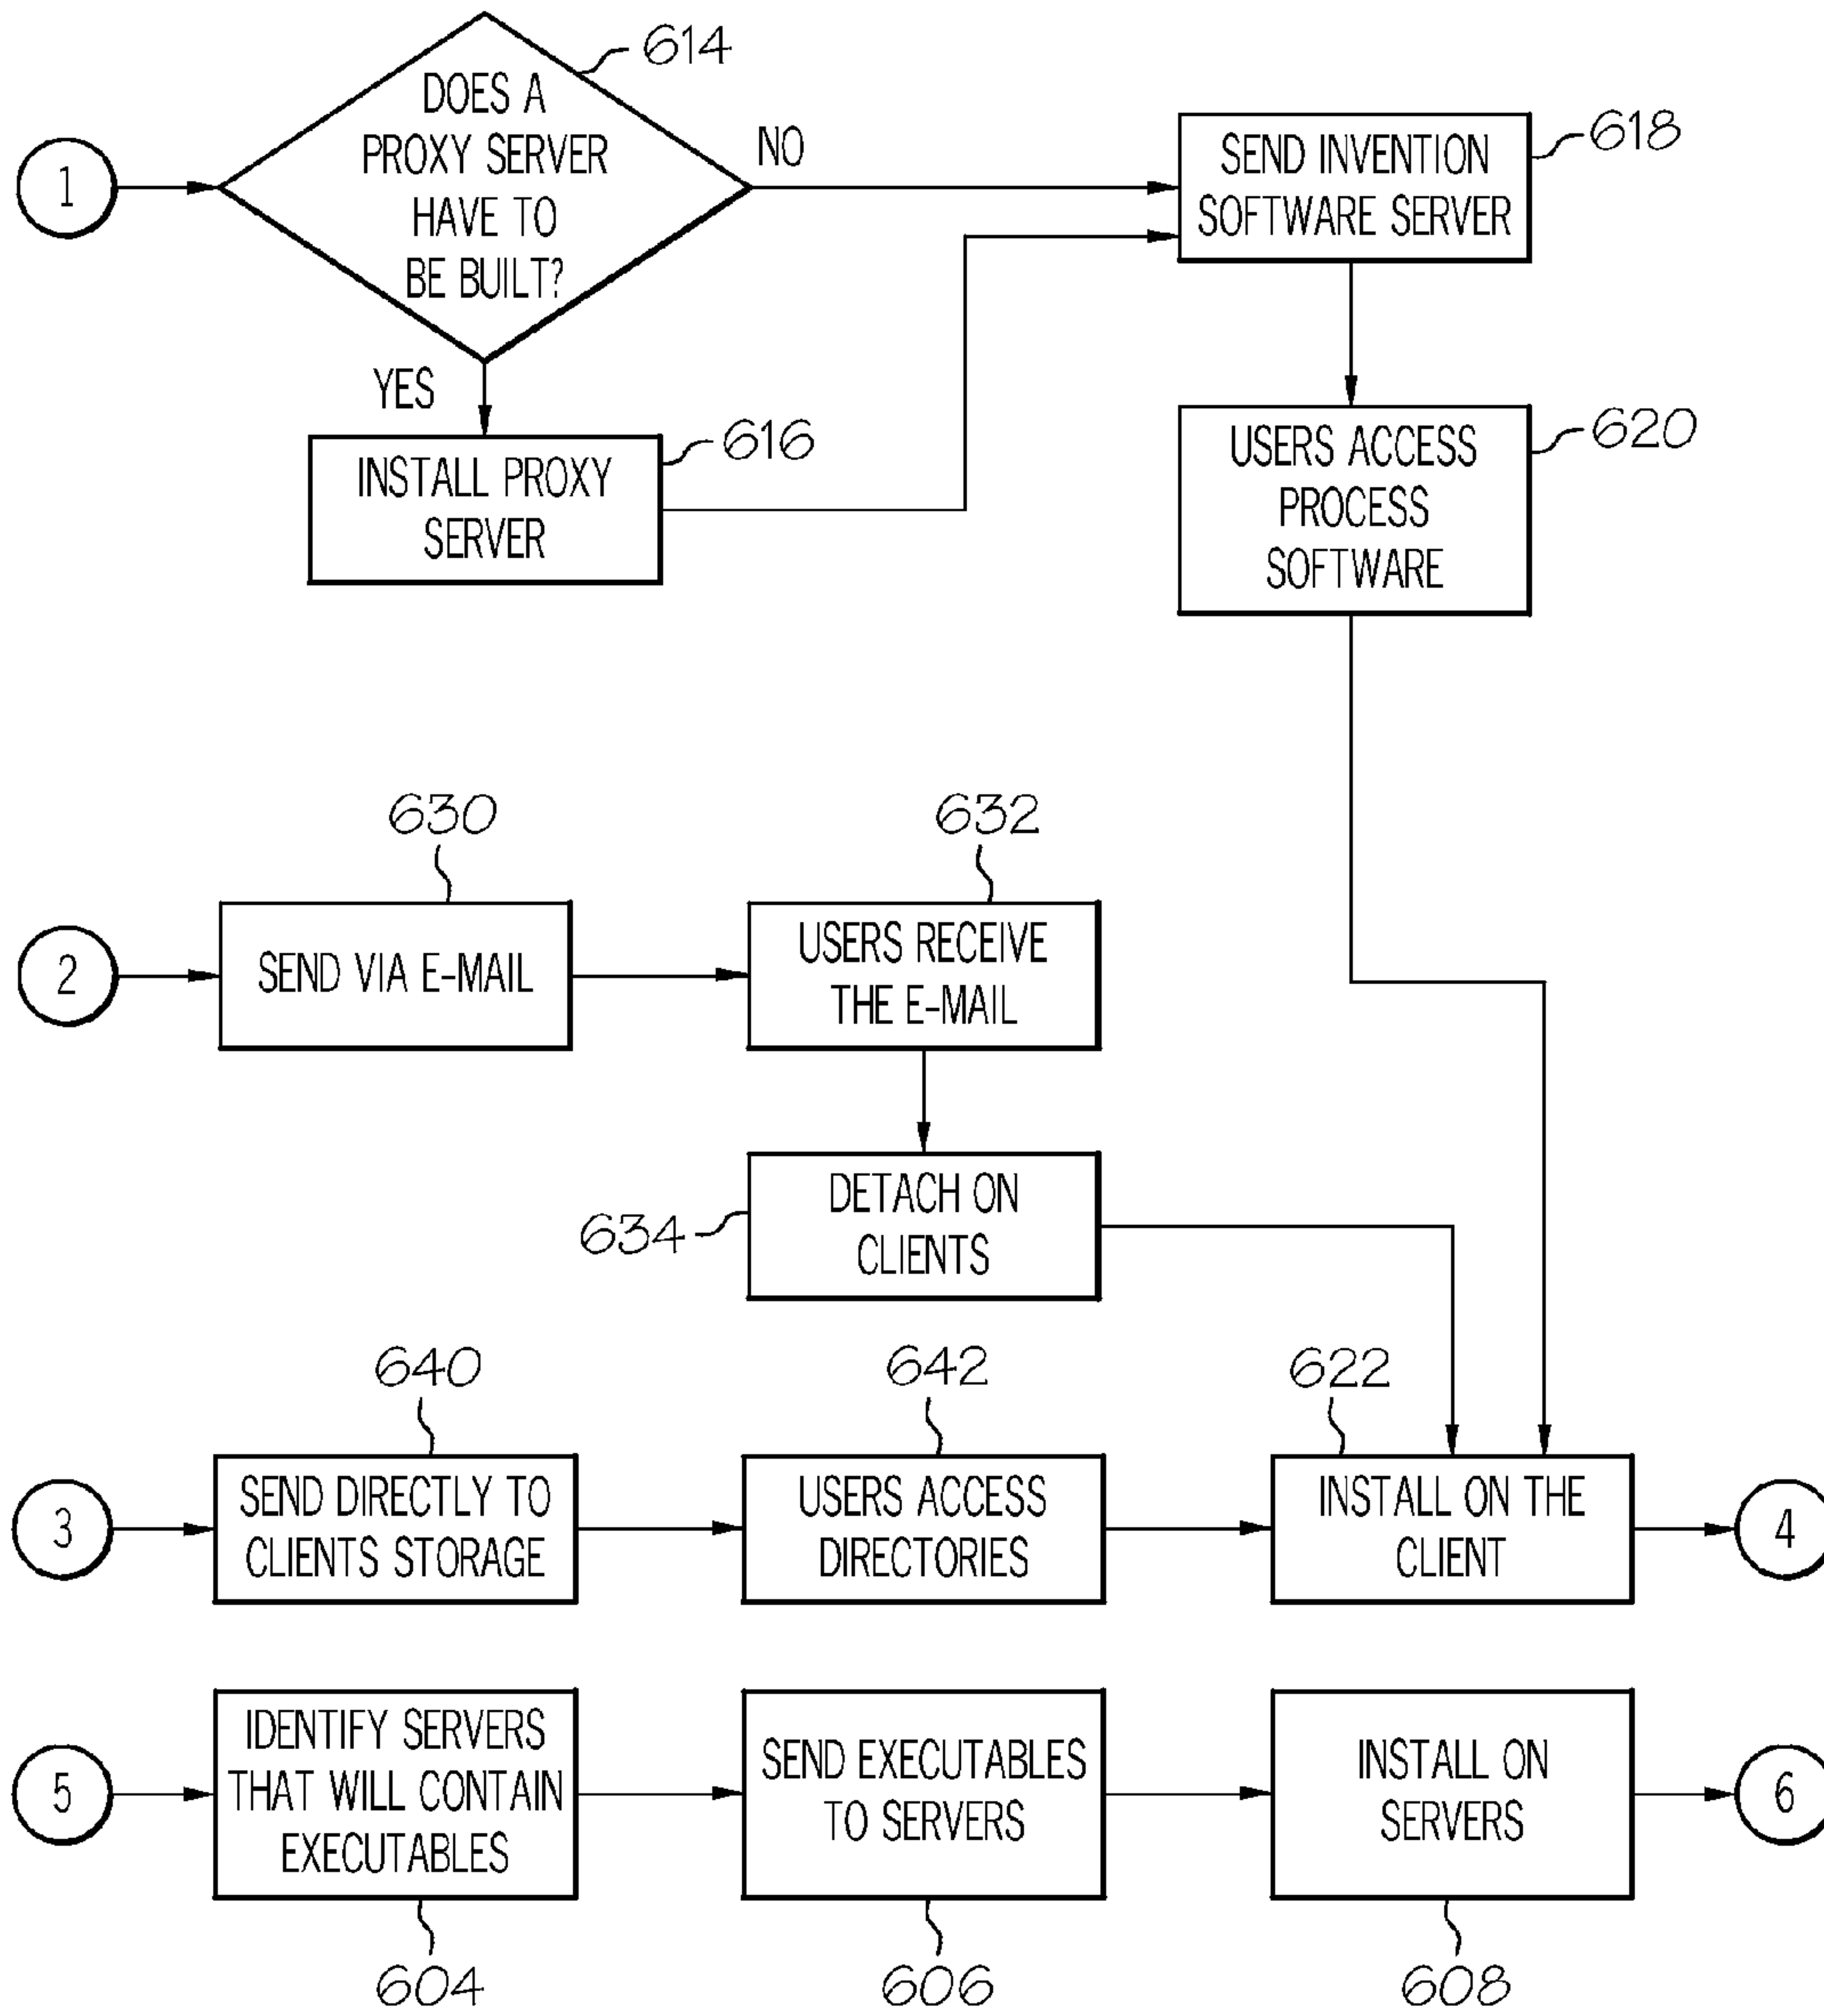 614
DOES A
PROXY SERVER
HAVE TO
BE BUILT?
1
NO
YES
SEND INVENTION
SOFTWARE SERVER
618
INSTALL PROXY
SERVER
616
USERS ACCESS
PROCESS
SOFTWARE
620
630
632
2
SEND VIA E-MAIL
USERS RECEIVE
THE E-MAIL
DETACH ON
CLIENTS
634
640
642
622
3
SEND DIRECTLY TO
CLIENTS STORAGE
USERS ACCESS
DIRECTORIES
INSTALL ON THE
CLIENT
4
5
IDENTIFY SERVERS
THAT WILL CONTAIN
EXECUTABLES
SEND EXECUTABLES
TO SERVERS
INSTALL ON
SERVERS
6
604
606
608